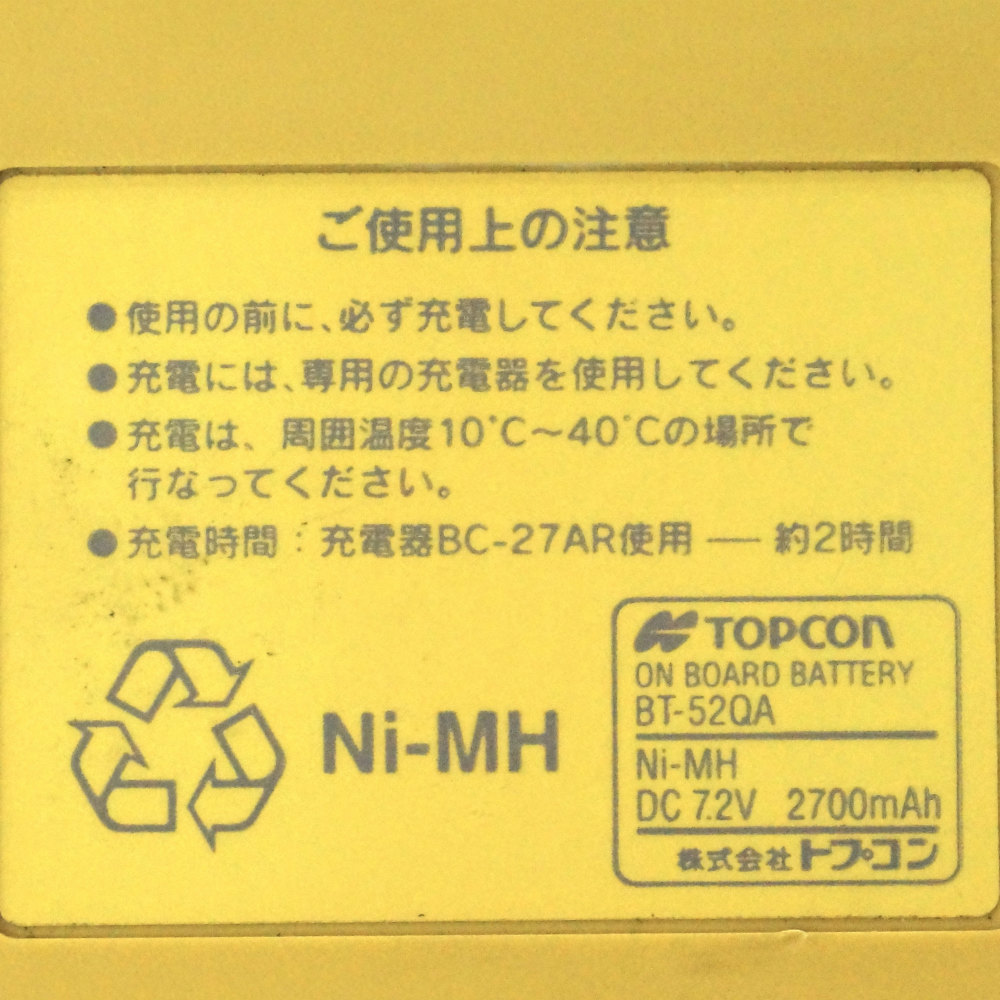 ご使用上の注意
●使用の前に、必ず充電してください。
●充電には、専用の充電器を使用してください。
●充電は、周囲温度10℃〜40℃の場所で
行なってください。
●充電時間：充電器BC-27AR使用 — 約2時間
TOPCON
ON BOARD BATTERY
BT-52QA
Ni-MH
Ni-MH
DC 7.2V 2700mAh
株式会社トプコン